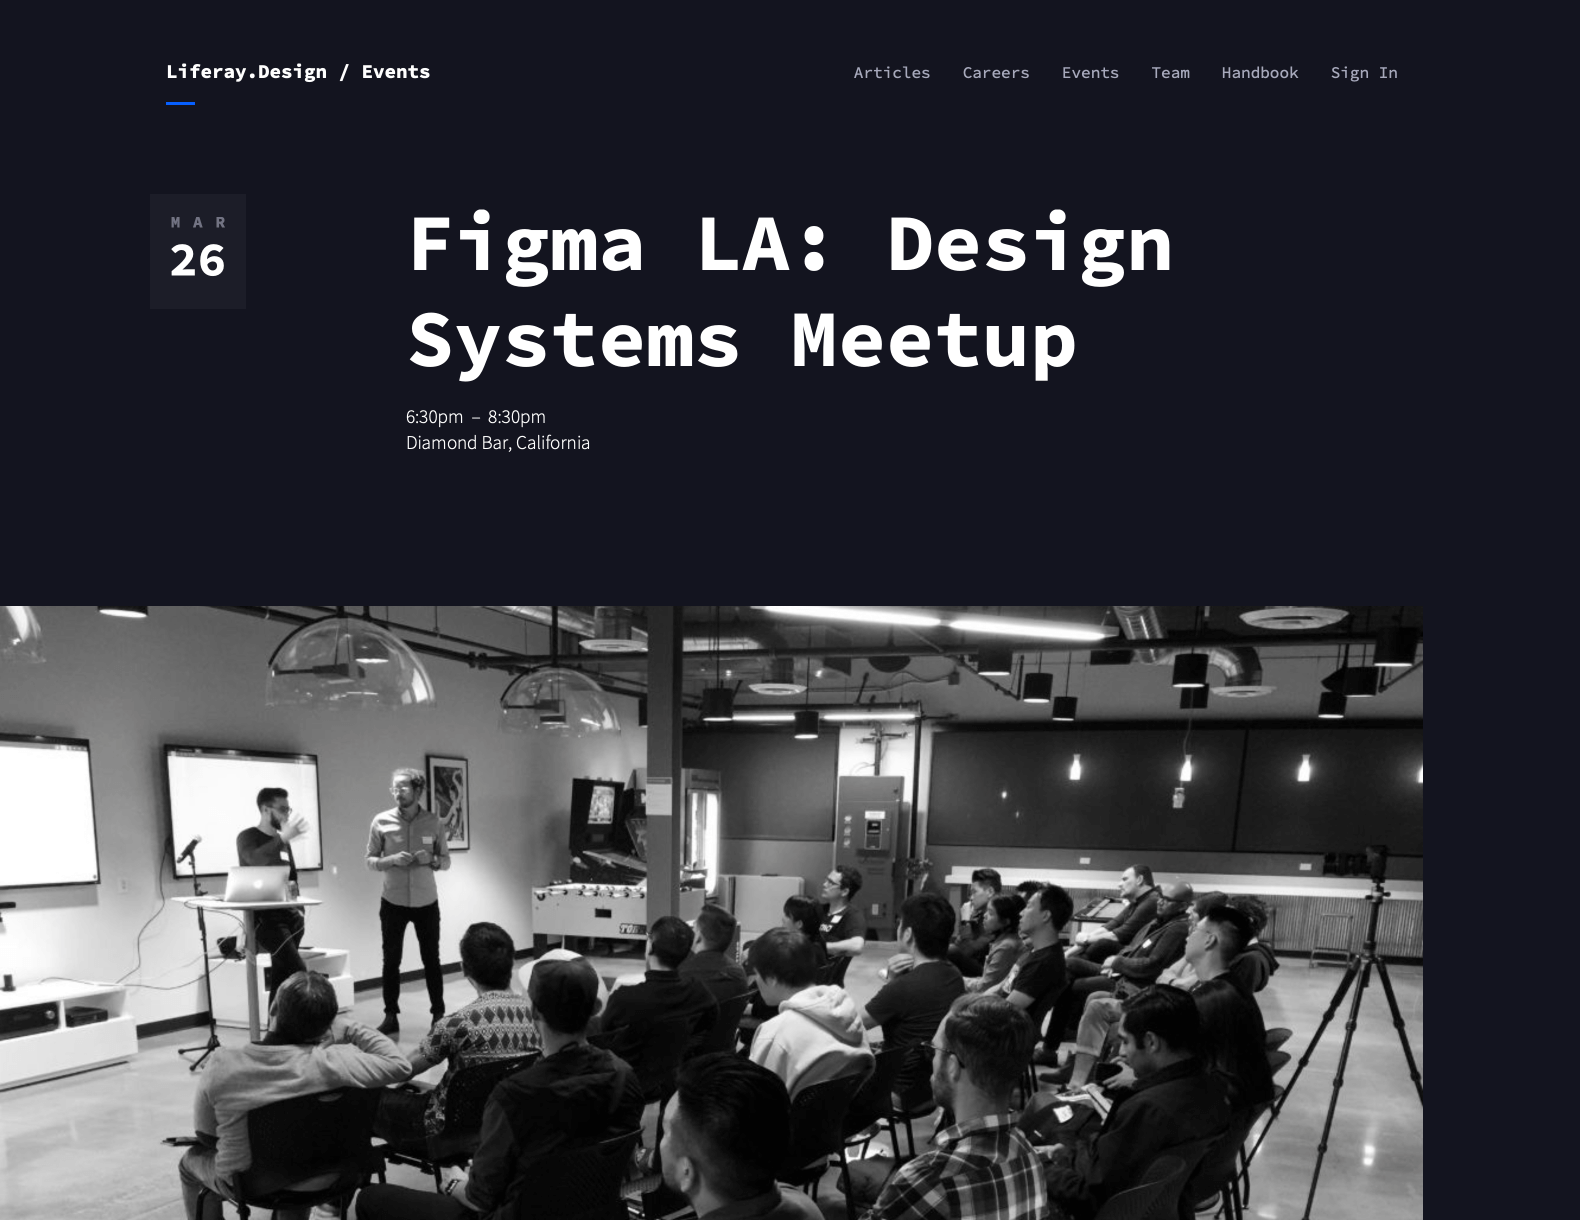 Liferay.Design / Events
Articles Careers Events Team Handbook Sign In
MAR
26
Figma LA: Design
Systems Meetup
6:30pm – 8:30pm
Diamond Bar, California